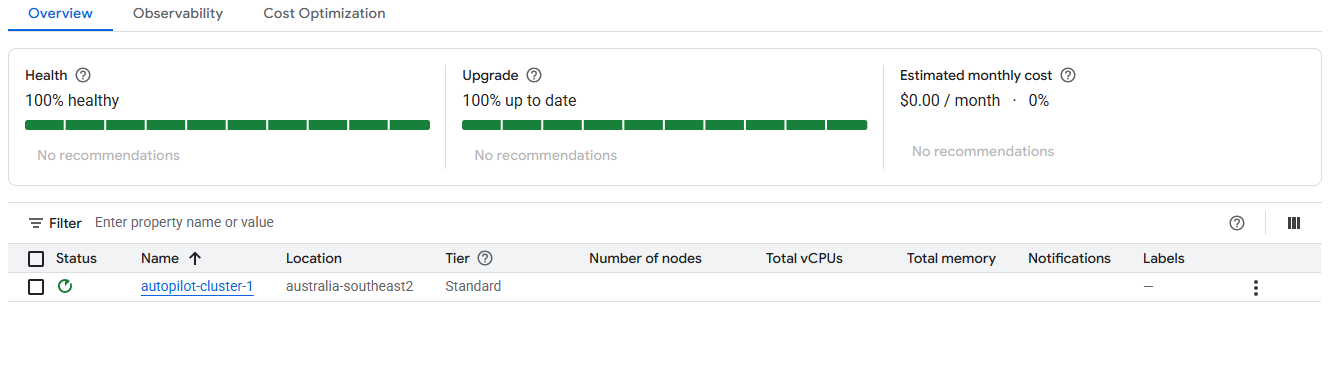 Overview Observability Cost Optimization
Health Upgrade Estimated monthly cost
100% healthy 100% up to date $0.00 / month · 0%
No recommendations No recommendations No recommendations
Filter Enter property name or value
Status Name Location Tier Number of nodes Total vCPUs Total memory Notifications Labels
autopilot-cluster-1 australia-southeast2 Standard —